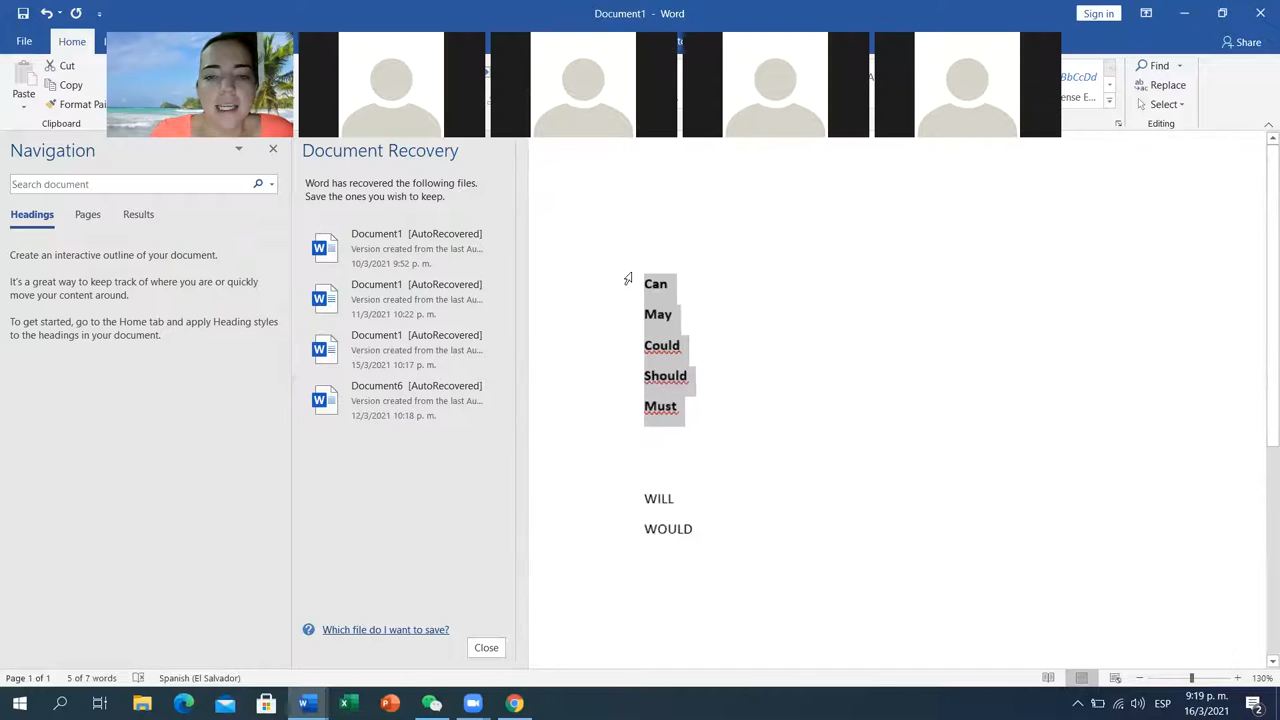 Document1 - Word
File
Home
Share
Cut
Copy
Paste
Format Pai
Clipboard
BbCcDd
ense E...
Find
Replace
Select
Editing
Navigation
Search document
Headings
Pages
Results
Create an interactive outline of your document.
It's a great way to keep track of where you are or quickly
move your content around.
To get started, go to the Home tab and apply Heading styles
to the headings in your document.
Document Recovery
Word has recovered the following files.
Save the ones you wish to keep.
Document1 [AutoRecovered]
Version created from the last Au...
10/3/2021 9:52 p. m.
Document1 [AutoRecovered]
Version created from the last Au...
11/3/2021 10:22 p. m.
Document1 [AutoRecovered]
Version created from the last Au...
15/3/2021 10:17 p. m.
Document6 [AutoRecovered]
Version created from the last Au...
12/3/2021 10:18 p. m.
Which file do I want to save?
Close
Can
May
Could
Should
Must
WILL
WOULD
Page 1 of 1
5 of 7 words
Spanish (El Salvador)
130%
ESP
9:19 p. m.
16/3/2021
2